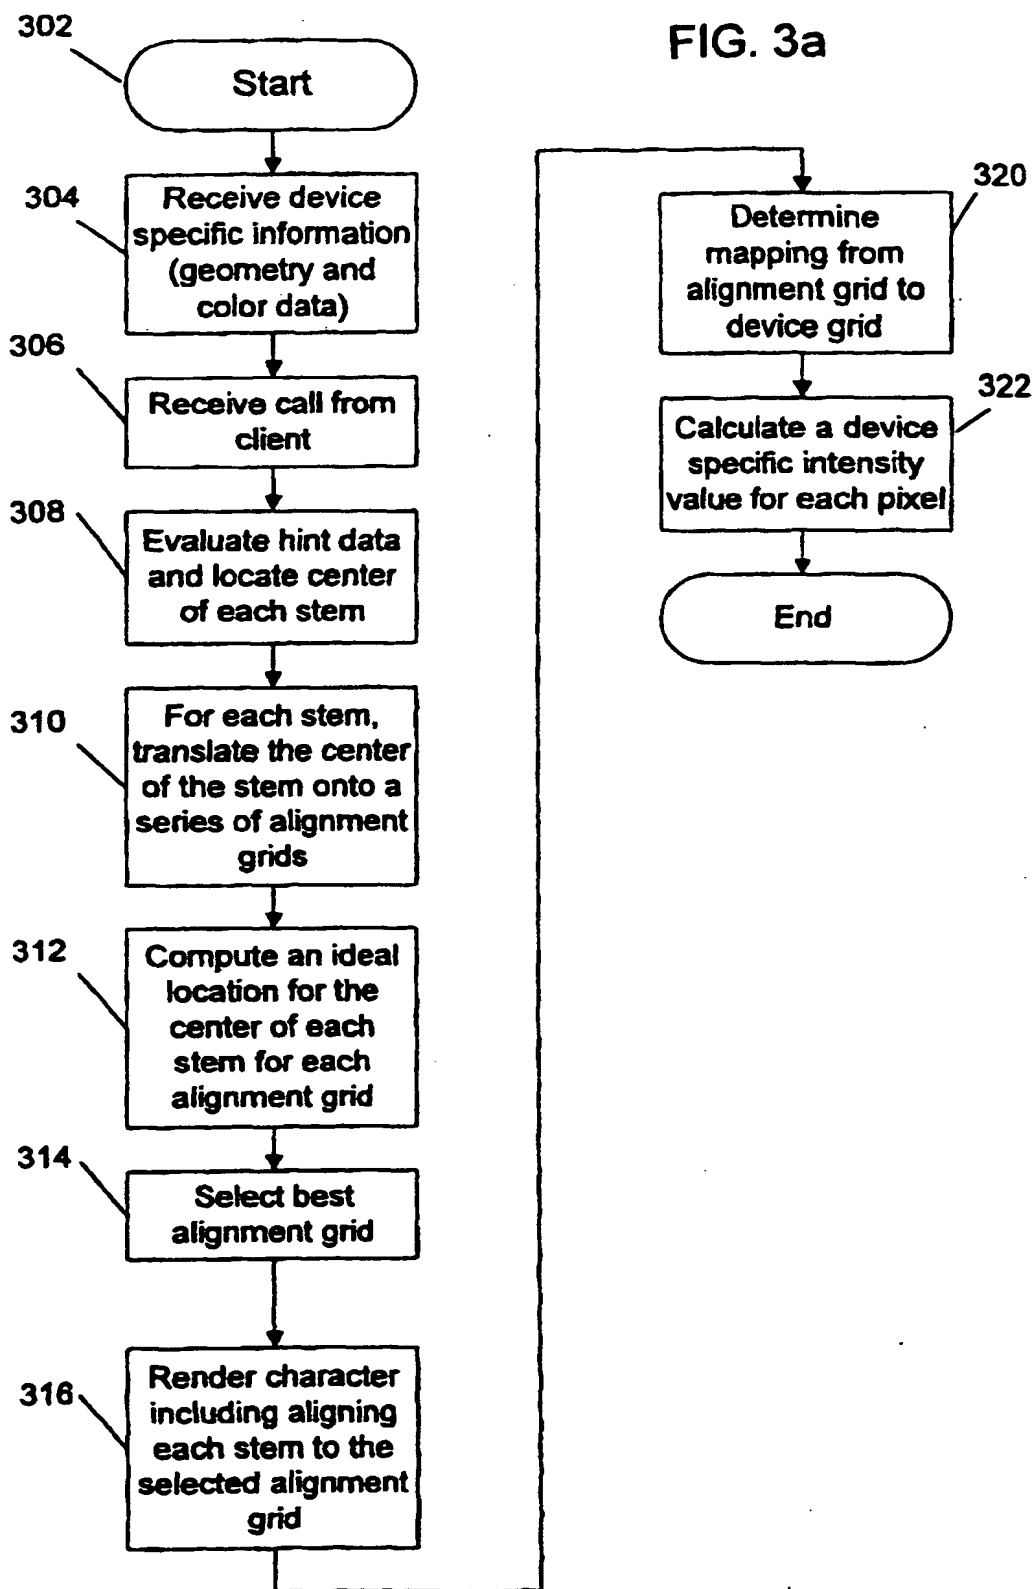 FIG. 3a
302
Start
304
Receive device
specific information
(geometry and
color data)
306
Receive call from
client
308
Evaluate hint data
and locate center
of each stem
310
For each stem,
translate the center
of the stem onto a
series of alignment
grids
312
Compute an ideal
location for the
center of each
stem for each
alignment grid
314
Select best
alignment grid
316
Render character
including aligning
each stem to the
selected alignment
grid
320
Determine
mapping from
alignment grid to
device grid
322
Calculate a device
specific intensity
value for each pixel
End